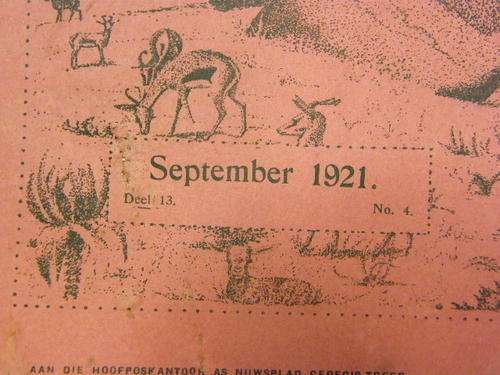 September 1921.
Deel 13.
No. 4.
AAN DIE HOOFPOSKANTOOR AS NUWSBLAD GEREGISTREER